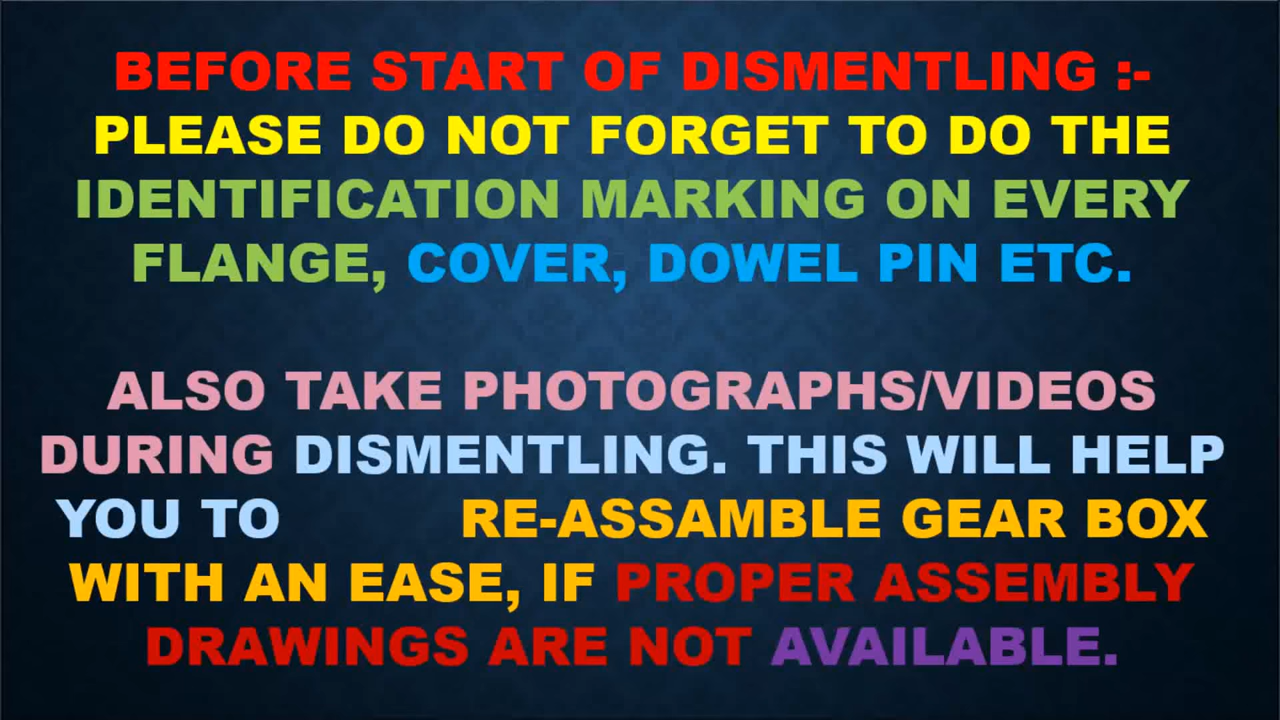 BEFORE START OF DISMENTLING :-
PLEASE DO NOT FORGET TO DO THE
IDENTIFICATION MARKING ON EVERY
FLANGE, COVER, DOWEL PIN ETC.
ALSO TAKE PHOTOGRAPHS/VIDEOS
DURING DISMENTLING. THIS WILL HELP
YOU TO RE-ASSAMBLE GEAR BOX
WITH AN EASE, IF PROPER ASSEMBLY
DRAWINGS ARE NOT AVAILABLE.